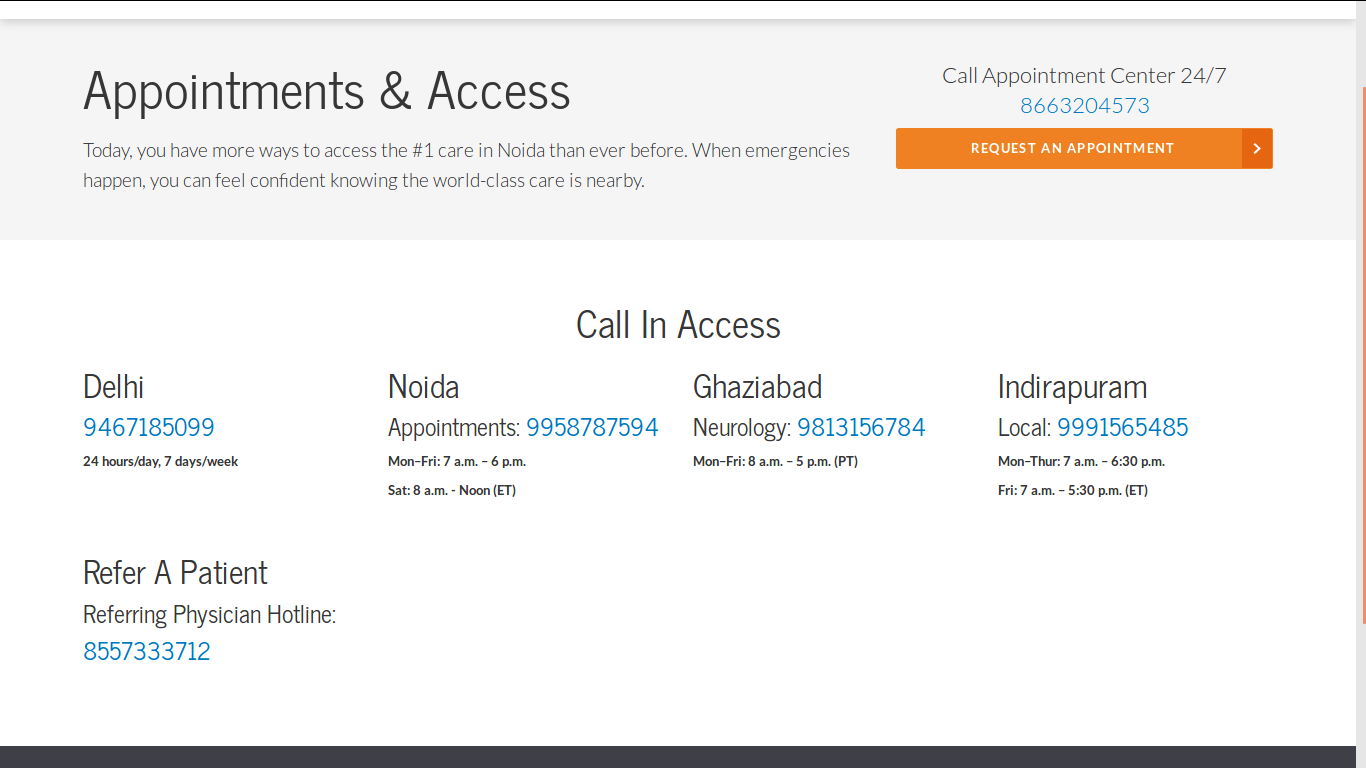 Appointments & Access
Today, you have more ways to access the #1 care in Noida than ever before. When emergencies
happen, you can feel confident knowing the world-class care is nearby.
Call Appointment Center 24/7
8663204573
REQUEST AN APPOINTMENT
Call In Access
Delhi
9467185099
24 hours/day, 7 days/week
Noida
Appointments: 9958787594
Mon–Fri: 7 a.m. – 6 p.m.
Sat: 8 a.m. - Noon (ET)
Ghaziabad
Neurology: 9813156784
Mon–Fri: 8 a.m. – 5 p.m. (PT)
Indirapuram
Local: 9991565485
Mon–Thur: 7 a.m. – 6:30 p.m.
Fri: 7 a.m. – 5:30 p.m. (ET)
Refer A Patient
Referring Physician Hotline:
8557333712